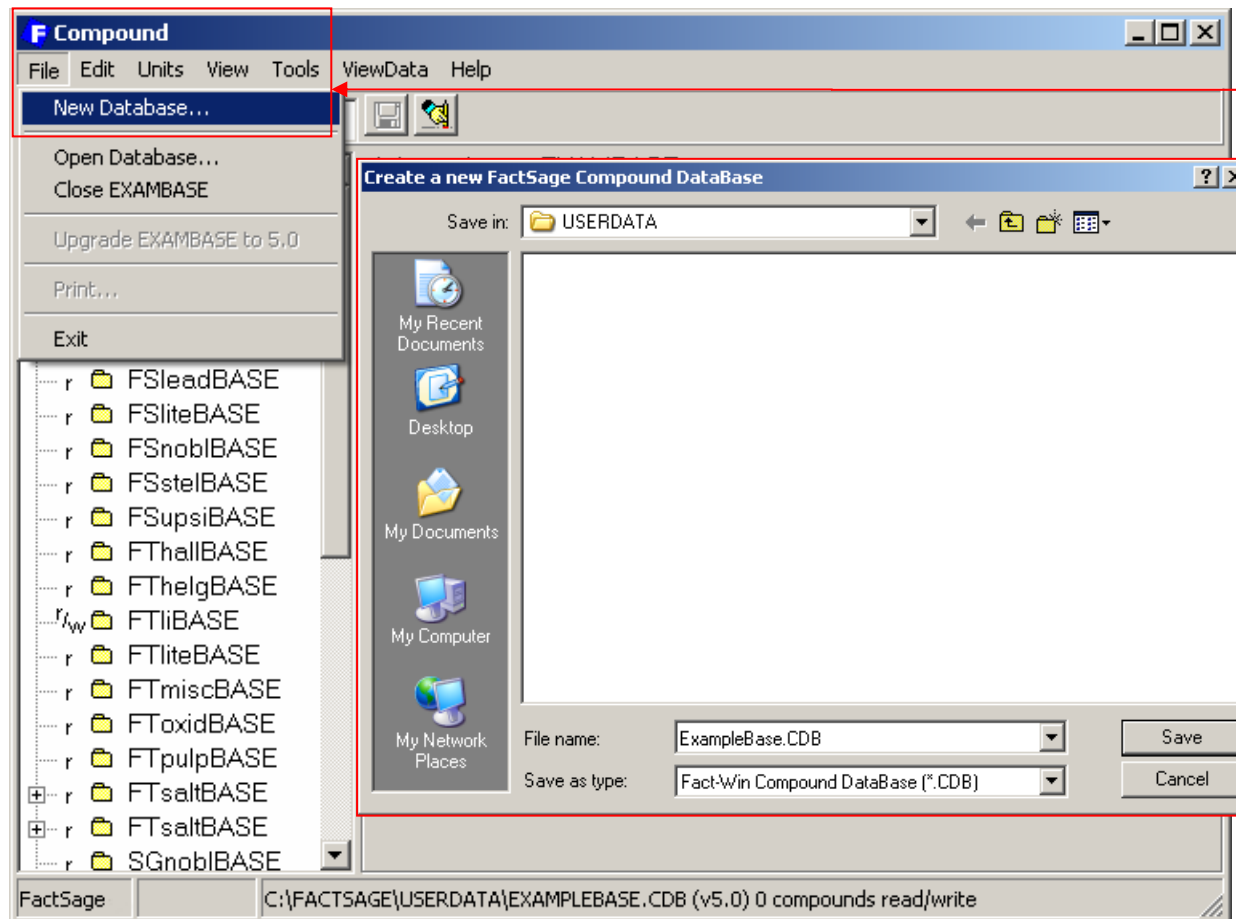 Compound
File Edit Units View Tools ViewData Help
New Database...
Open Database...
Close EXAMBASE
Upgrade EXAMBASE to 5.0
Print...
Exit
r FSleadBASE
r FSliteBASE
r FSnoblBASE
r FSstelBASE
r FSupsiBASE
r FThallBASE
r FThelgBASE
r/w FTliBASE
r FTliteBASE
r FTmiscBASE
r FToxidBASE
r FTpulpBASE
r FTsaltBASE
r FTsaltBASE
r SGnoblBASE
Create a new FactSage Compound DataBase
Save in: USERDATA
My Recent
Documents
Desktop
My Documents
My Computer
My Network
Places
File name: ExampleBase.CDB Save
Save as type: Fact-Win Compound DataBase (*.CDB) Cancel
FactSage C:\FACTSAGE\USERDATA\EXAMPLEBASE.CDB (v5.0) 0 compounds read/write